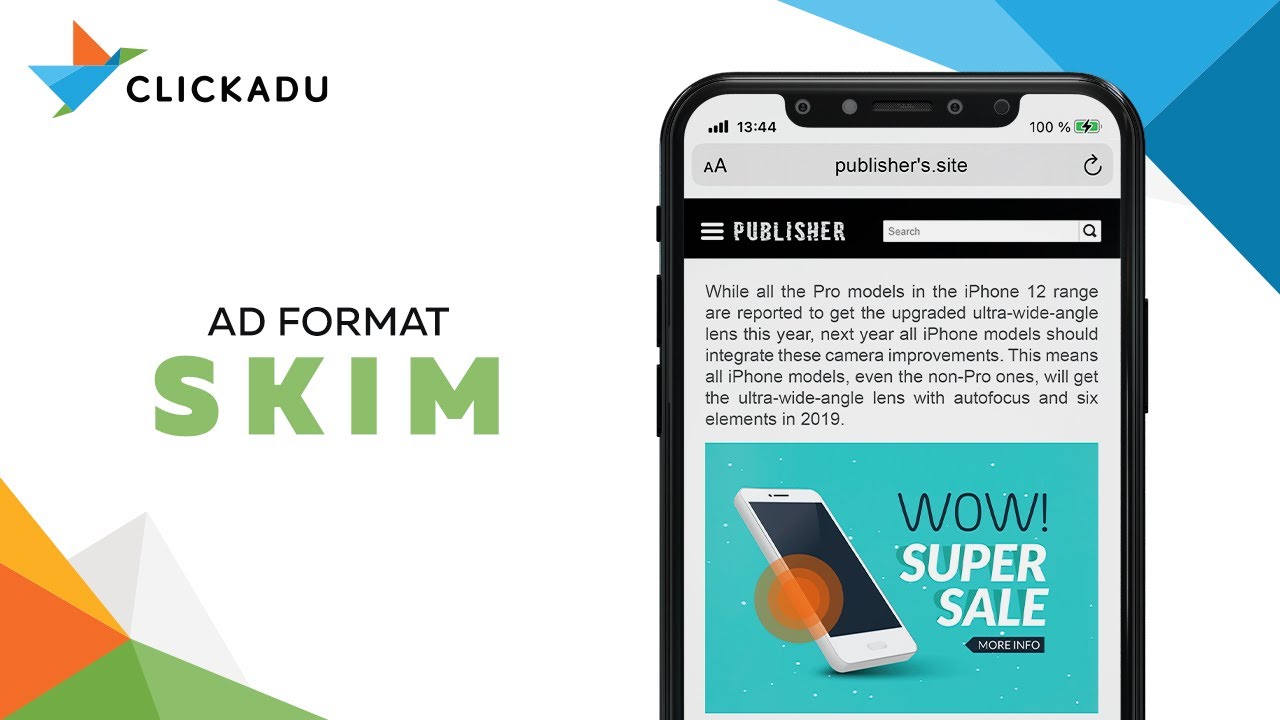 CLICKADU
AD FORMAT
SKIM
13:44
100 %
AA
publisher's.site
PUBLISHER
Search
While all the Pro models in the iPhone 12 range
are reported to get the upgraded ultra-wide-angle
lens this year, next year all iPhone models should
integrate these camera improvements. This means
all iPhone models, even the non-Pro ones, will get
the ultra-wide-angle lens with autofocus and six
elements in 2019.
WOW!
SUPER
SALE
MORE INFO